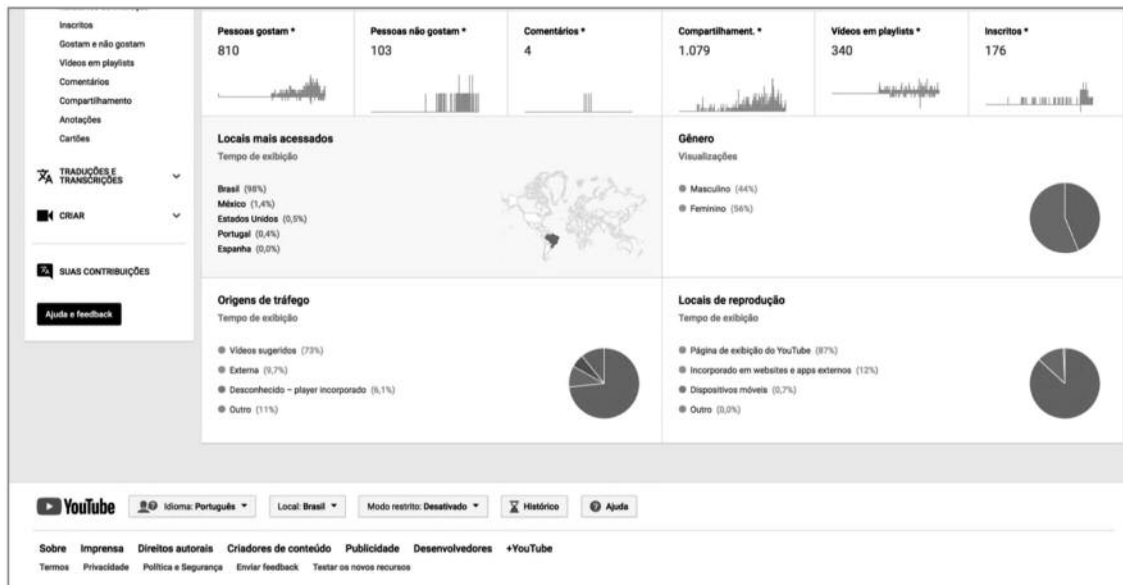 Inscritos
Gostam e não gostam
Vídeos em playlists
Comentários
Compartilhamento
Anotações
Cartões
TRADUÇÕES E
TRANSCRIÇÕES
CRIAR
SUAS CONTRIBUIÇÕES
Ajuda e feedback
Pessoas gostam *
810
Pessoas não gostam *
103
Comentários *
4
Compartilhament. *
1.079
Vídeos em playlists *
340
Inscritos *
176
Locais mais acessados
Tempo de exibição
Brasil (98%)
México (1,4%)
Estados Unidos (0,5%)
Portugal (0,4%)
Espanha (0,0%)
Gênero
Visualizações
Masculino (44%)
Feminino (56%)
Origens de tráfego
Tempo de exibição
Vídeos sugeridos (73%)
Externa (9,7%)
Desconhecido – player incorporado (6,1%)
Outro (11%)
Locais de reprodução
Tempo de exibição
Página de exibição do YouTube (87%)
Incorporado em websites e apps externos (12%)
Dispositivos móveis (0,7%)
Outro (0,0%)
YouTube Idioma: Português Local: Brasil Modo restrito: Desativado Histórico Ajuda
Sobre Imprensa Direitos autorais Criadores de conteúdo Publicidade Desenvolvedores +YouTube
Termos Privacidade Política e Segurança Enviar feedback Testar os novos recursos